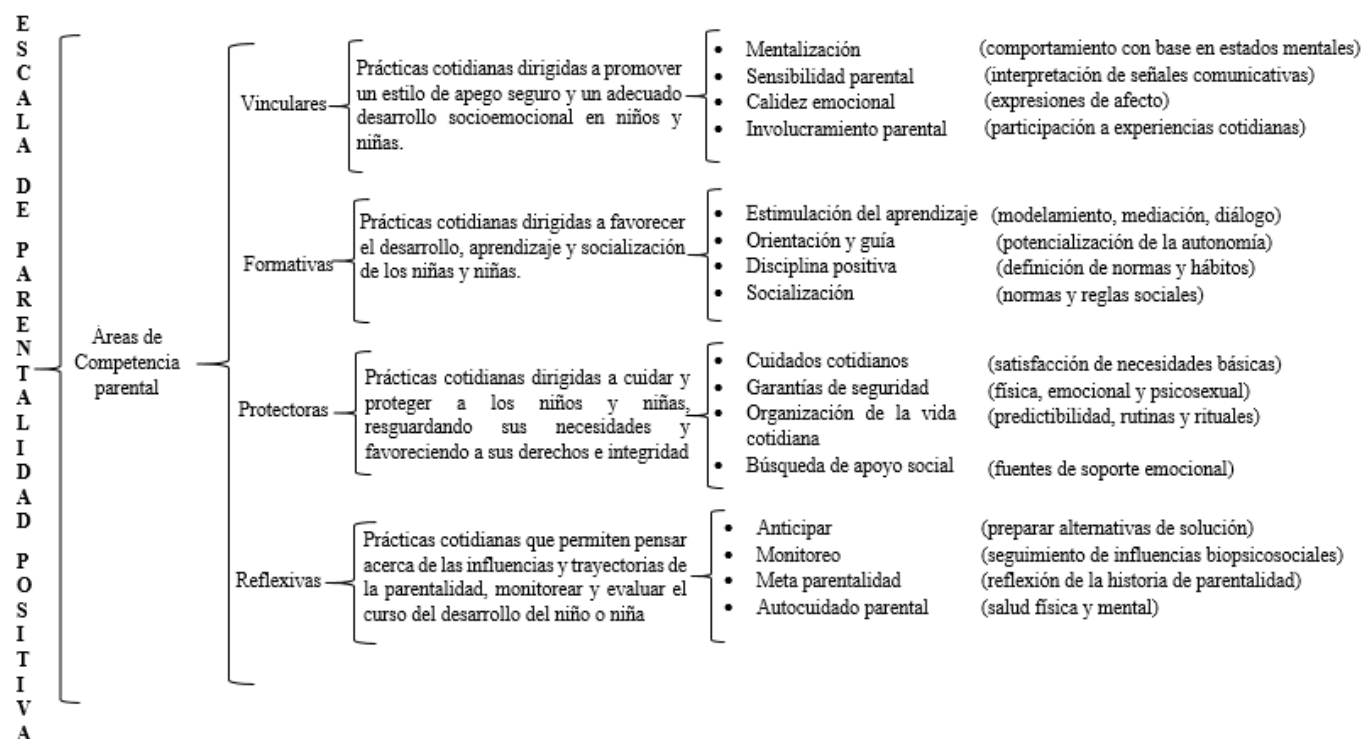 ESCALA DE PARENTALIDAD POSITIVA
Áreas de
Competencia
parental
Vinculares
Prácticas cotidianas dirigidas a promover
un estilo de apego seguro y un adecuado
desarrollo socioemocional en niños y
niñas.
• Mentalización (comportamiento con base en estados mentales)
• Sensibilidad parental (interpretación de señales comunicativas)
• Calidez emocional (expresiones de afecto)
• Involucramiento parental (participación a experiencias cotidianas)
Formativas
Prácticas cotidianas dirigidas a favorecer
el desarrollo, aprendizaje y socialización
de los niñas y niñas.
• Estimulación del aprendizaje (modelamiento, mediación, diálogo)
• Orientación y guía (potencialización de la autonomía)
• Disciplina positiva (definición de normas y hábitos)
• Socialización (normas y reglas sociales)
Protectoras
Prácticas cotidianas dirigidas a cuidar y
proteger a los niños y niñas,
resguardando sus necesidades y
favoreciendo a sus derechos e integridad
• Cuidados cotidianos (satisfacción de necesidades básicas)
• Garantías de seguridad (física, emocional y psicosexual)
• Organización de la vida (predictibilidad, rutinas y rituales)
cotidiana
• Búsqueda de apoyo social (fuentes de soporte emocional)
Reflexivas
Prácticas cotidianas que permiten pensar
acerca de las influencias y trayectorias de
la parentalidad, monitorear y evaluar el
curso del desarrollo del niño o niña
• Anticipar (preparar alternativas de solución)
• Monitoreo (seguimiento de influencias biopsicosociales)
• Meta parentalidad (reflexión de la historia de parentalidad)
• Autocuidado parental (salud física y mental)